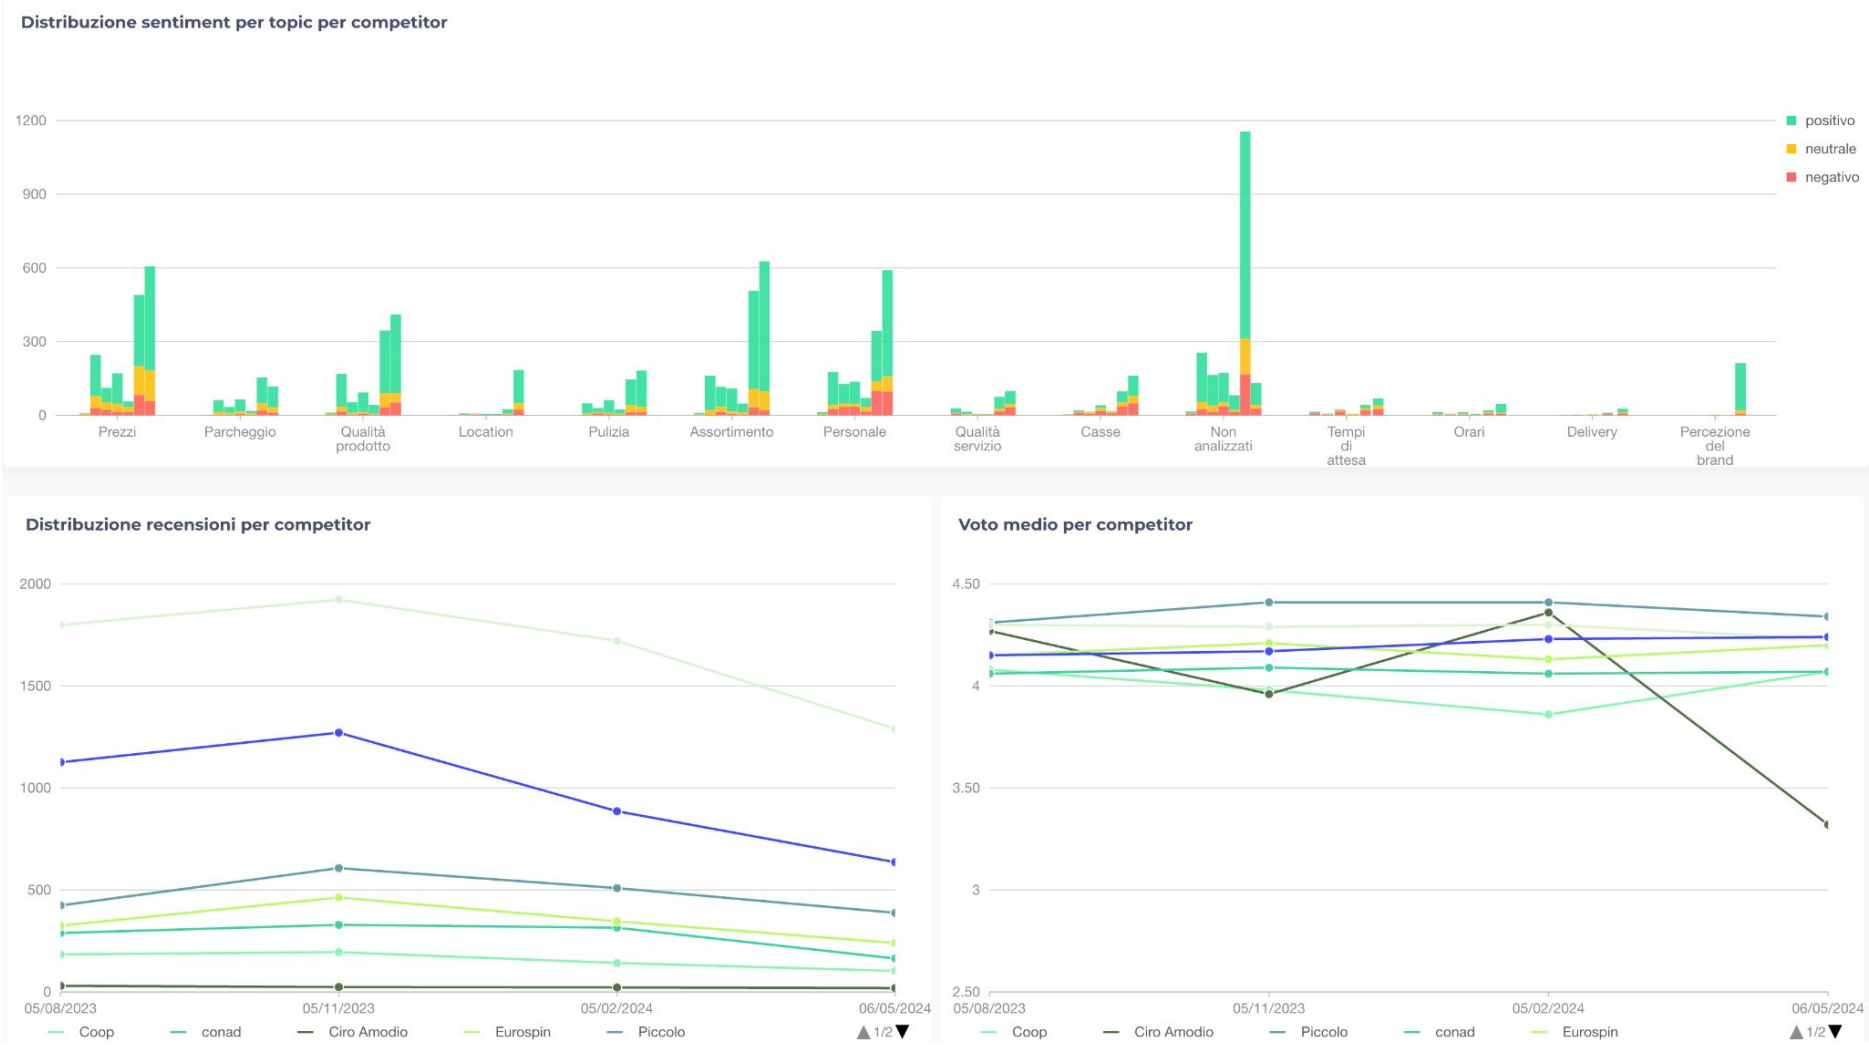 Distribuzione sentiment per topic per competitor
1200
900
600
300
0
positivo
neutrale
negativo
Prezzi
Parcheggio
Qualità
prodotto
Location
Pulizia
Assortimento
Personale
Qualità
servizio
Casse
Non
analizzati
Tempi
di
attesa
Orari
Delivery
Percezione
del
brand
Distribuzione recensioni per competitor
2000
1500
1000
500
0
05/08/2023
05/11/2023
05/02/2024
06/05/2024
Coop
conad
Ciro Amodio
Eurospin
Piccolo
1/2
Voto medio per competitor
4.50
4
3.50
3
2.50
05/08/2023
05/11/2023
05/02/2024
06/05/2024
Coop
Ciro Amodio
Piccolo
conad
Eurospin
1/2